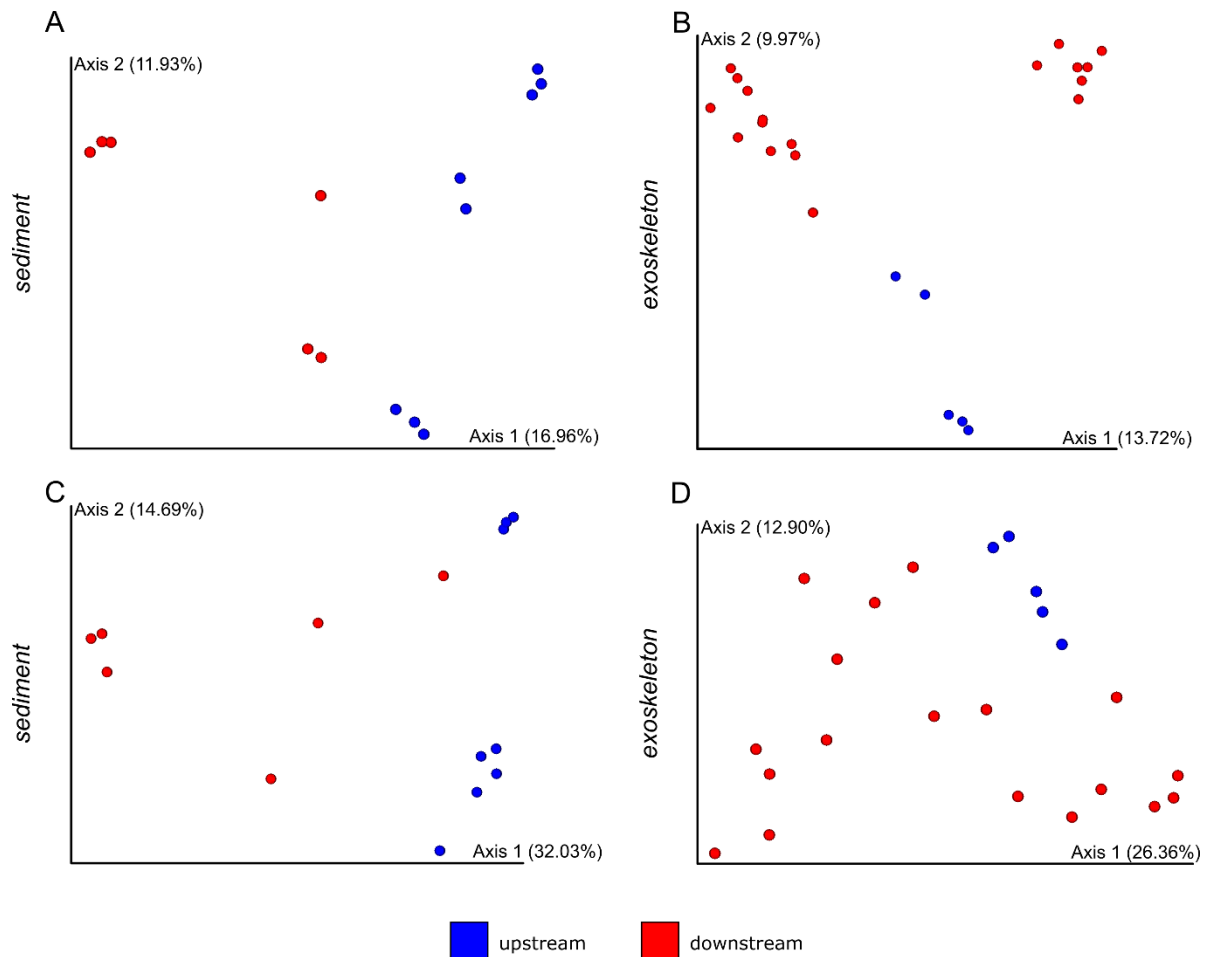 A
Axis 2 (11.93%)
sediment
Axis 1 (16.96%)
B
Axis 2 (9.97%)
exoskeleton
Axis 1 (13.72%)
C
Axis 2 (14.69%)
sediment
Axis 1 (32.03%)
D
Axis 2 (12.90%)
exoskeleton
Axis 1 (26.36%)
upstream
downstream